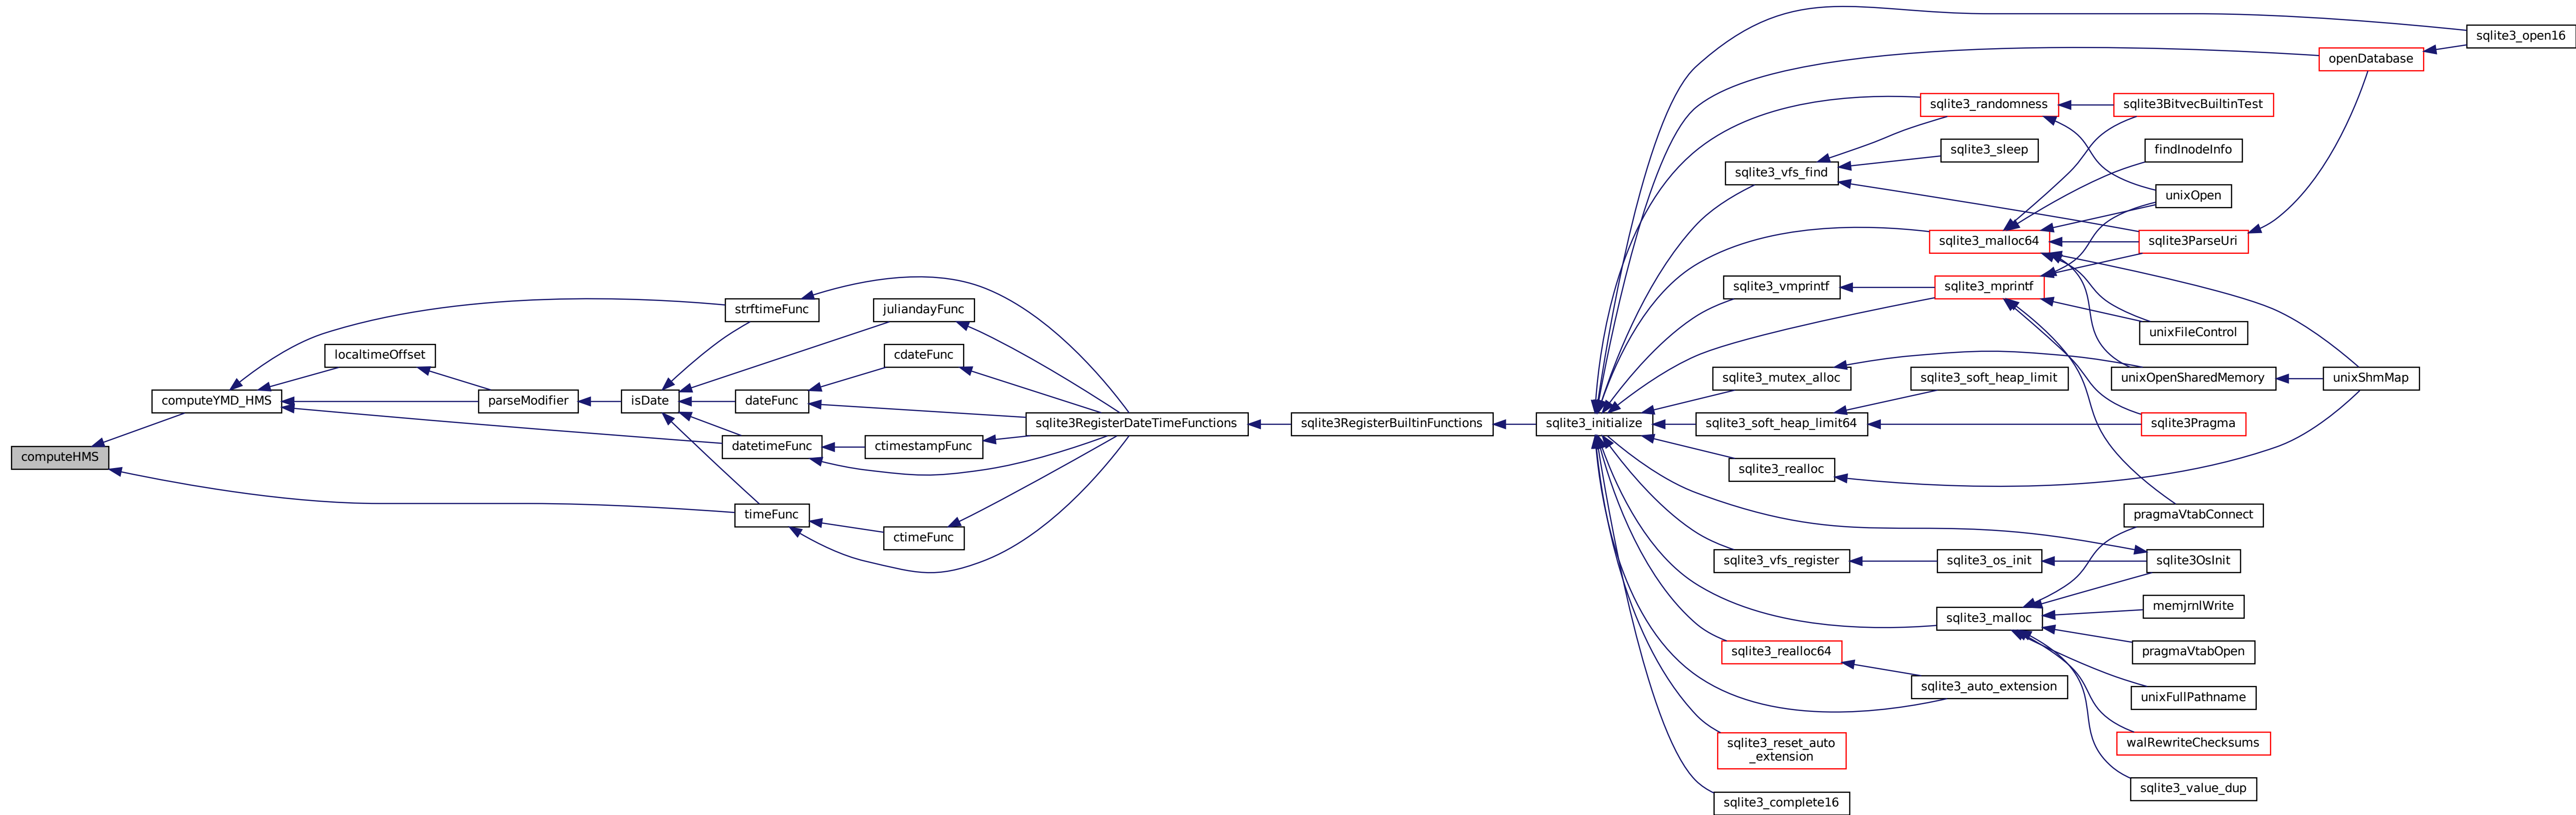 computeHMS
computeYMD_HMS
localtimeOffset
parseModifier
isDate
strftimeFunc
juliandayFunc
cdateFunc
dateFunc
datetimeFunc
ctimestampFunc
timeFunc
ctimeFunc
sqlite3RegisterDateTimeFunctions
sqlite3RegisterBuiltinFunctions
sqlite3_initialize
sqlite3_open16
openDatabase
sqlite3_randomness
sqlite3BitvecBuiltinTest
sqlite3_sleep
findInodeInfo
sqlite3_vfs_find
unixOpen
sqlite3_malloc64
sqlite3ParseUri
sqlite3_vmprintf
sqlite3_mprintf
unixFileControl
sqlite3_mutex_alloc
sqlite3_soft_heap_limit
unixOpenSharedMemory
unixShmMap
sqlite3_soft_heap_limit64
sqlite3Pragma
sqlite3_realloc
pragmaVtabConnect
sqlite3_vfs_register
sqlite3_os_init
sqlite3OsInit
memjrnlWrite
sqlite3_malloc
pragmaVtabOpen
sqlite3_realloc64
sqlite3_auto_extension
unixFullPathname
sqlite3_reset_auto
_extension
walRewriteChecksums
sqlite3_value_dup
sqlite3_complete16